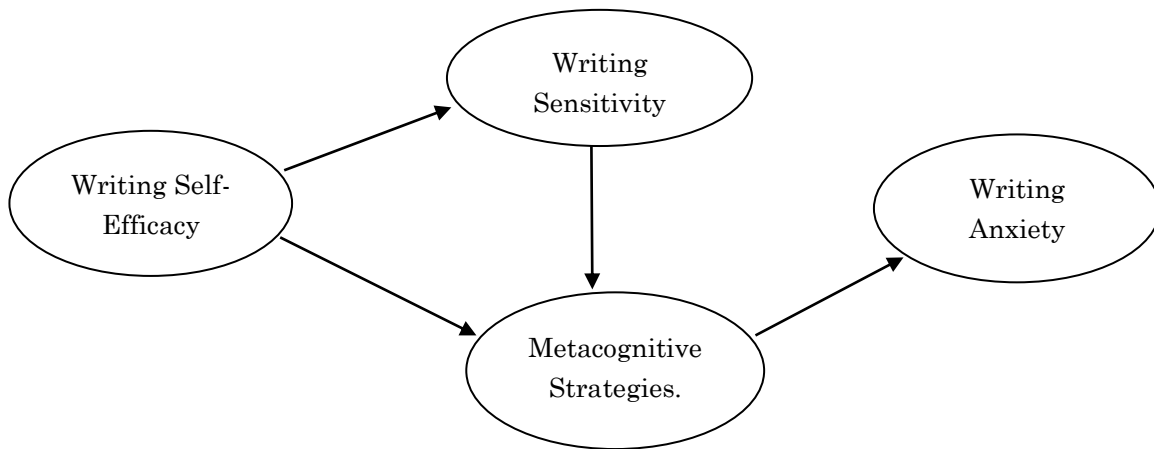 Writing
Sensitivity
Writing Self-
Efficacy
Writing
Anxiety
Metacognitive
Strategies.